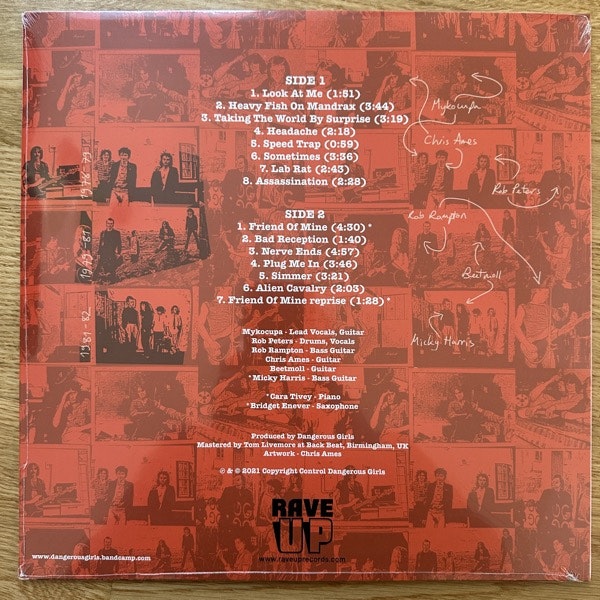 SIDE 1
1. Look At Me (1:51)
2. Heavy Fish On Mandrax (3:44)
3. Taking The World By Surprise (3:19)
4. Headache (2:18)
5. Speed Trap (0:59)
6. Sometimes (3:36)
7. Lab Rat (2:43)
8. Assassination (2:28)
SIDE 2
1. Friend Of Mine (4:30) *
2. Bad Reception (1:40)
3. Nerve Ends (4:57)
4. Plug Me In (3:46)
5. Simmer (3:21)
6. Alien Cavalry (2:03)
7. Friend Of Mine reprise (1:28) *
Mykocupa - Lead Vocals, Guitar
Rob Peters - Drums, Vocals
Rob Rampton - Bass Guitar
Chris Ames - Guitar
Beetmoll - Guitar
*Micky Harris - Bass Guitar
*Cara Tivey - Piano
*Bridget Enever - Saxophone
Produced by Dangerous Girls
Mastered by Tom Livemore at Back Beat, Birmingham, UK
Artwork - Chris Ames
℗ & © 2021 Copyright Control Dangerous Girls
RAVE
UP
www.raveuprecords.com
www.dangerousgirls.bandcamp.com
Mykocupa
Chris Ames
Rob Peters
Rob Rampton
Beetmoll
Micky Harris
1981-82